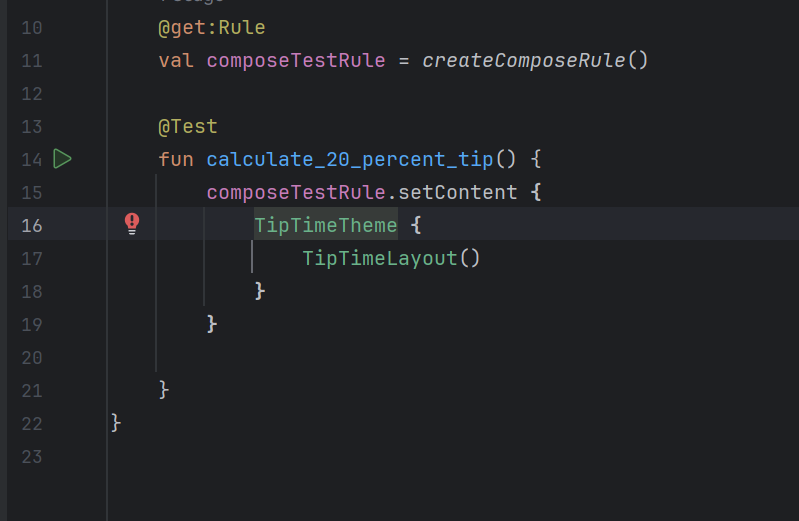 10 @get:Rule
11 val composeTestRule = createComposeRule()
12
13 @Test
14 fun calculate_20_percent_tip() {
15 composeTestRule.setContent {
16 TipTimeTheme {
17 TipTimeLayout()
18 }
19 }
20
21 }
22 }
23